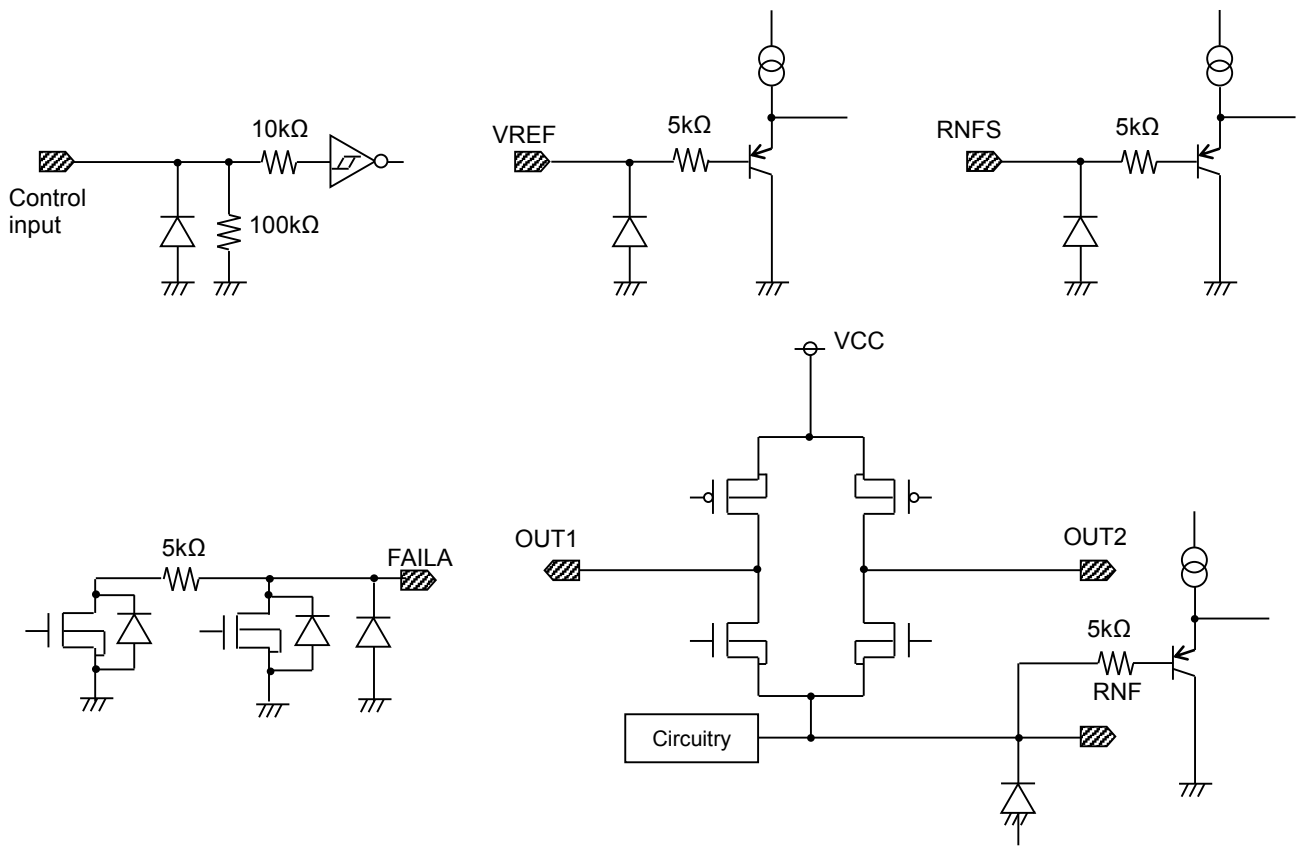 10kΩ
Control
input
100kΩ
VREF
5kΩ
RNFS
5kΩ
VCC
5kΩ
FAILA
OUT1
OUT2
5kΩ
RNF
Circuitry